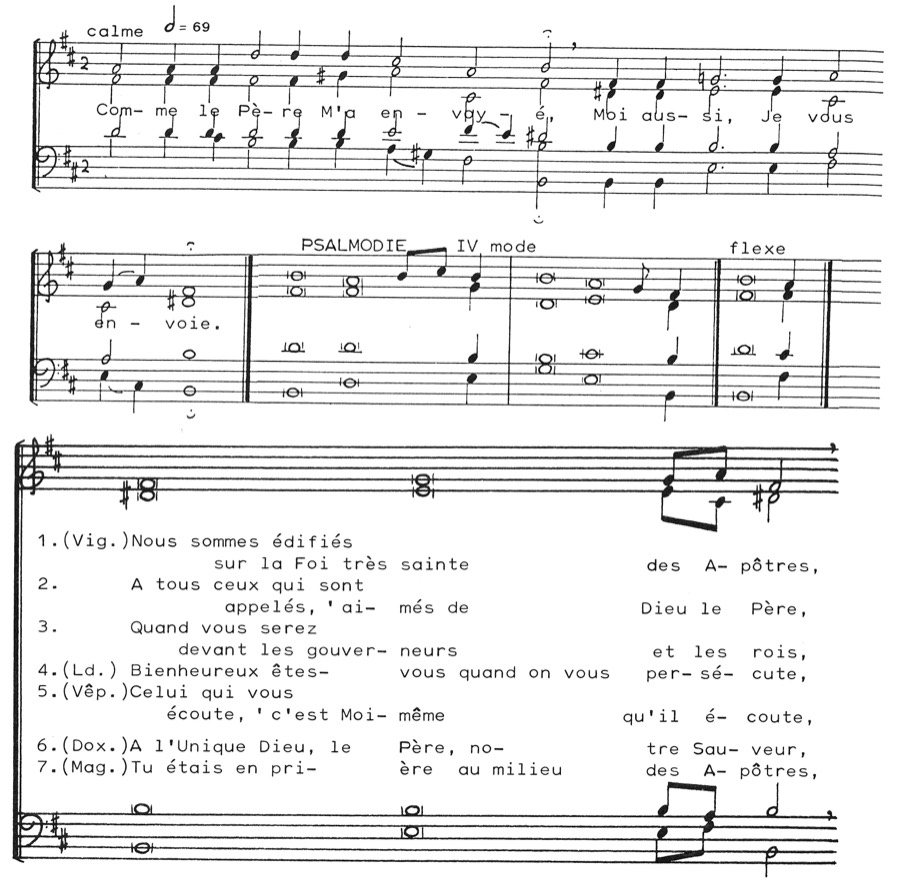 calme = 69
2
Com- me le Pè- re M'a en - voy - é, Moi aus- si, Je vous
2
PSALMODIE IV mode flexe
en - voie.
1.(Vig.)Nous sommes édifiés
sur la Foi très sainte des A- pôtres,
2. A tous ceux qui sont
appelés, 'ai- més de Dieu le Père,
3. Quand vous serez
devant les gouver- neurs et les rois,
4.(Ld.) Bienheureux êtes- vous quand on vous per- sé- cute,
5.(Vêp.)Celui qui vous
écoute, 'c'est Moi- même qu'il é- coute,
6.(Dox.)A l'Unique Dieu, le Père, no- tre Sau- veur,
7.(Mag.)Tu étais en pri- ère au milieu des A- pôtres,